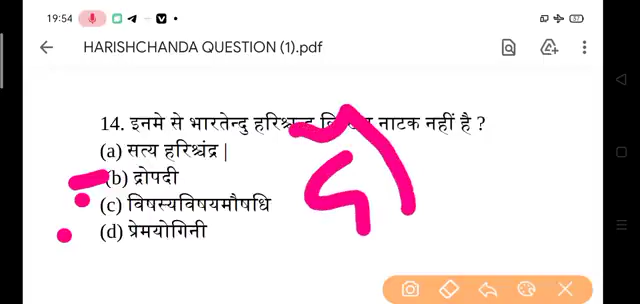 19:54
57
HARISHCHANDA QUESTION (1).pdf
14. इनमे से भारतेन्दु हरिश्चन्द्र नाटक नहीं है ?
(a) सत्य हरिश्चंद्र |
(b) द्रोपदी
(c) विषस्यविषयमौषधि
(d) प्रेमयोगिनी